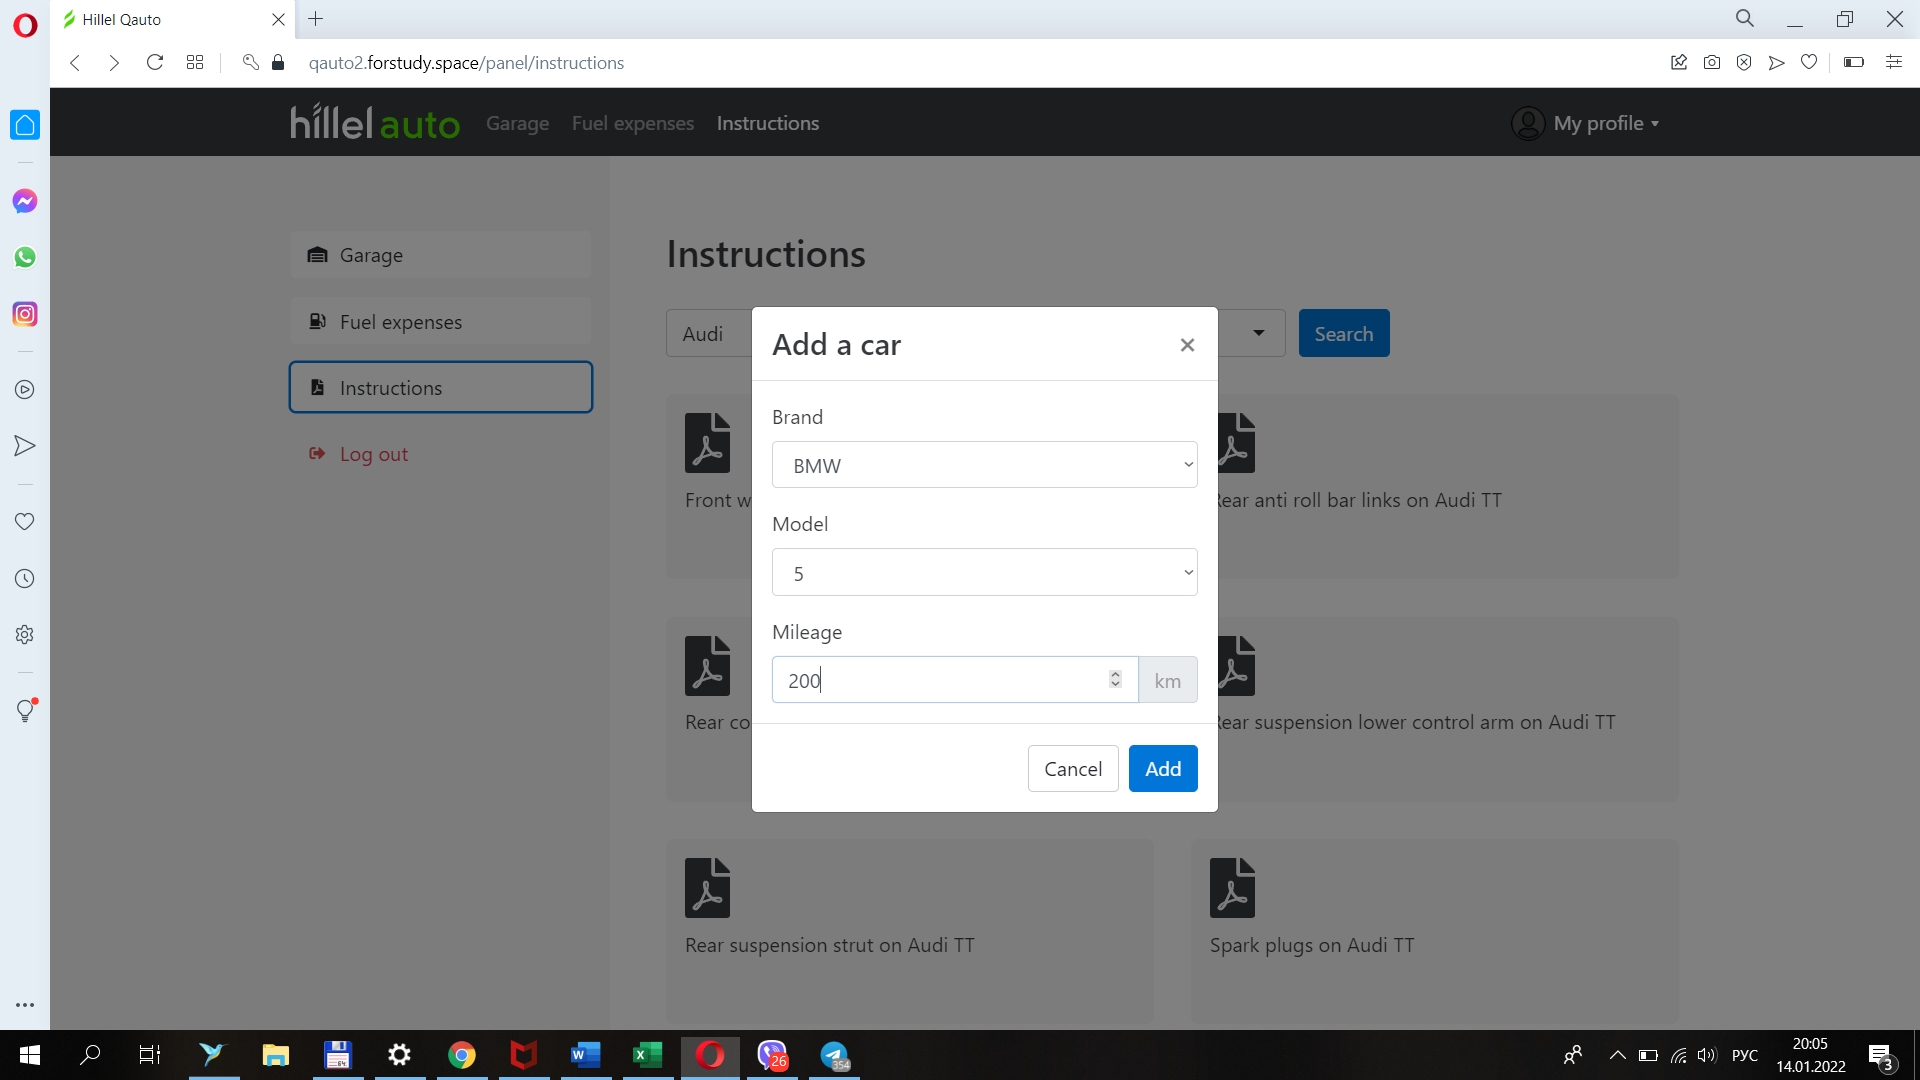 Hillel Qauto
qauto2.forstudy.space/panel/instructions
hillel auto
Garage
Fuel expenses
Instructions
My profile
Garage
Fuel expenses
Instructions
Log out
Instructions
Audi
Search
Add a car
Brand
BMW
Model
5
Mileage
200
km
Cancel
Add
Front
Rear anti roll bar links on Audi TT
Rear
Rear suspension lower control arm on Audi TT
Rear suspension strut on Audi TT
Spark plugs on Audi TT
64
26
354
РУС
20:05
14.01.2022
3